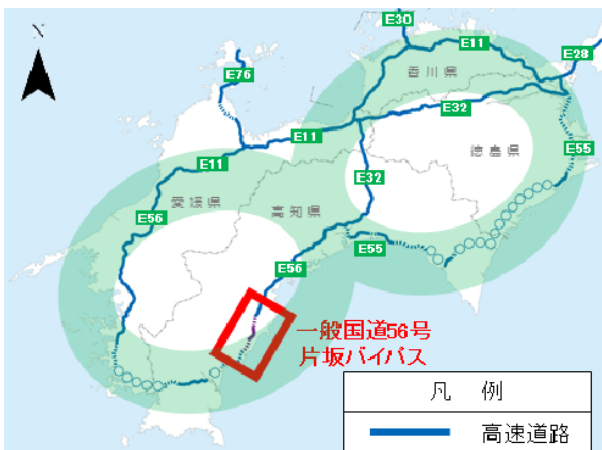 N
E30
E11
E28
E76
香川県
E32
E11
E11
徳島県
E55
E32
愛媛県
高知県
E56
E55
E56
一般国道56号
片坂バイパス
凡 例
高速道路